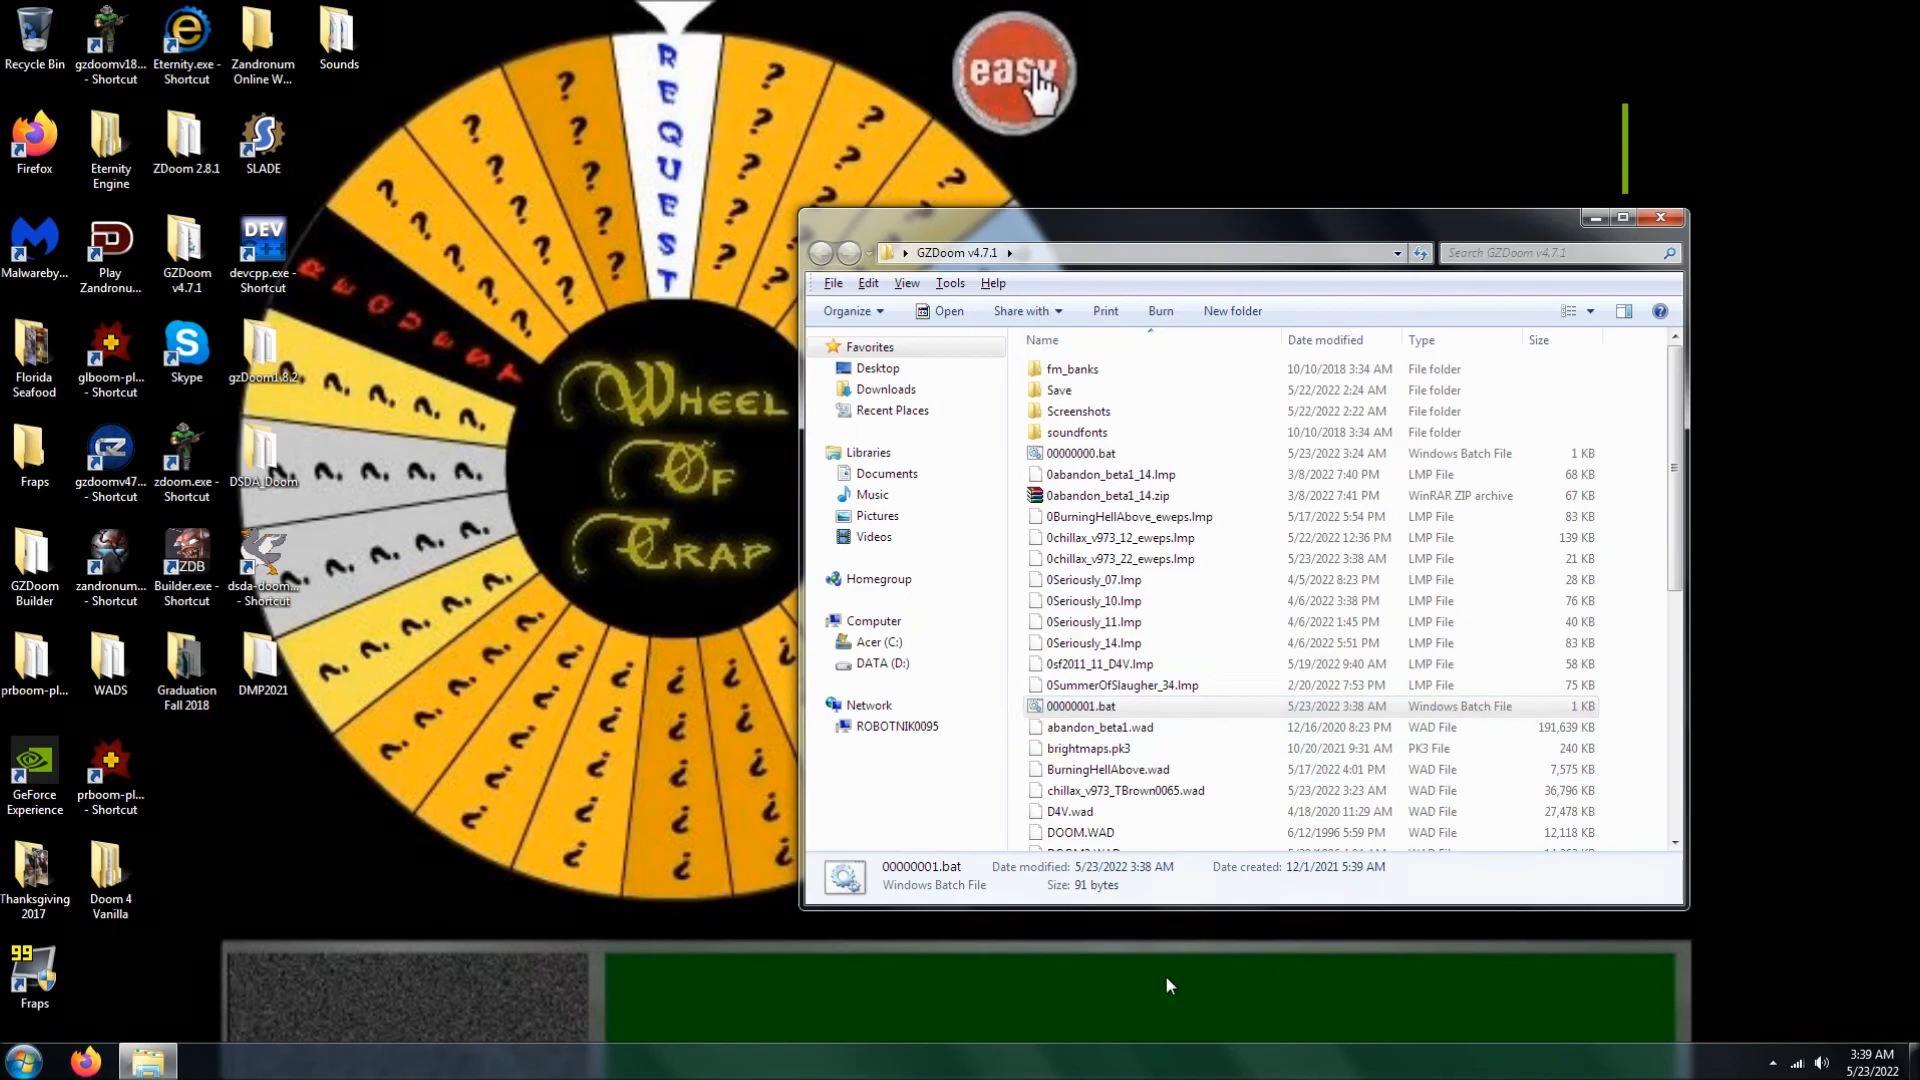 Recycle Bin
gzdoomv18...
- Shortcut
Eternity.exe -
Shortcut
Zandronum
Online W...
Sounds
Firefox
Eternity
Engine
ZDoom 2.8.1
SLADE
Malwareby...
Play
Zandronu...
GZDoom
v4.7.1
DEV
devcpp.exe -
Shortcut
Florida
Seafood
glboom-pl...
- Shortcut
Skype
gzDoom1.8.2
Fraps
gzdoomv47...
- Shortcut
zdoom.exe -
Shortcut
DSDA_Doom
GZDoom
Builder
zandronum...
- Shortcut
ZDB
Builder.exe -
Shortcut
dsda-doom...
- Shortcut
prboom-pl...
WADS
Graduation
Fall 2018
DMP2021
GeForce
Experience
prboom-pl...
- Shortcut
Thanksgiving
2017
Doom 4
Vanilla
99
Fraps
REQUEST
easy
WHEEL
OF
CRAP
GZDoom v4.7.1
Search GZDoom v4.7.1
File Edit View Tools Help
Organize Open Share with Print Burn New folder
Favorites
Desktop
Downloads
Recent Places
Libraries
Documents
Music
Pictures
Videos
Homegroup
Computer
Acer (C:)
DATA (D:)
Network
ROBOTNIK0095
Name Date modified Type Size
fm_banks 10/10/2018 3:34 AM File folder
Save 5/22/2022 2:24 AM File folder
Screenshots 5/22/2022 2:22 AM File folder
soundfonts 10/10/2018 3:34 AM File folder
00000000.bat 5/23/2022 3:24 AM Windows Batch File 1 KB
0abandon_beta1_14.lmp 3/8/2022 7:40 PM LMP File 68 KB
0abandon_beta1_14.zip 3/8/2022 7:41 PM WinRAR ZIP archive 67 KB
0BurningHellAbove_eweps.lmp 5/17/2022 5:54 PM LMP File 83 KB
0chillax_v973_12_eweps.lmp 5/22/2022 12:36 PM LMP File 139 KB
0chillax_v973_22_eweps.lmp 5/23/2022 3:38 AM LMP File 21 KB
0Seriously_07.lmp 4/5/2022 8:23 PM LMP File 28 KB
0Seriously_10.lmp 4/6/2022 3:38 PM LMP File 76 KB
0Seriously_11.lmp 4/6/2022 1:45 PM LMP File 40 KB
0Seriously_14.lmp 4/6/2022 5:51 PM LMP File 83 KB
0sf2011_11_D4V.lmp 5/19/2022 9:40 AM LMP File 58 KB
0SummerOfSlaugher_34.lmp 2/20/2022 7:53 PM LMP File 75 KB
00000001.bat 5/23/2022 3:38 AM Windows Batch File 1 KB
abandon_beta1.wad 12/16/2020 8:23 PM WAD File 191,639 KB
brightmaps.pk3 10/20/2021 9:31 AM PK3 File 240 KB
BurningHellAbove.wad 5/17/2022 4:01 PM WAD File 7,575 KB
chillax_v973_TBrown0065.wad 5/23/2022 3:23 AM WAD File 36,796 KB
D4V.wad 4/18/2020 11:29 AM WAD File 27,478 KB
DOOM.WAD 6/12/1996 5:59 PM WAD File 12,118 KB
00000001.bat Date modified: 5/23/2022 3:38 AM Date created: 12/1/2021 5:39 AM
Windows Batch File Size: 91 bytes
3:39 AM
5/23/2022